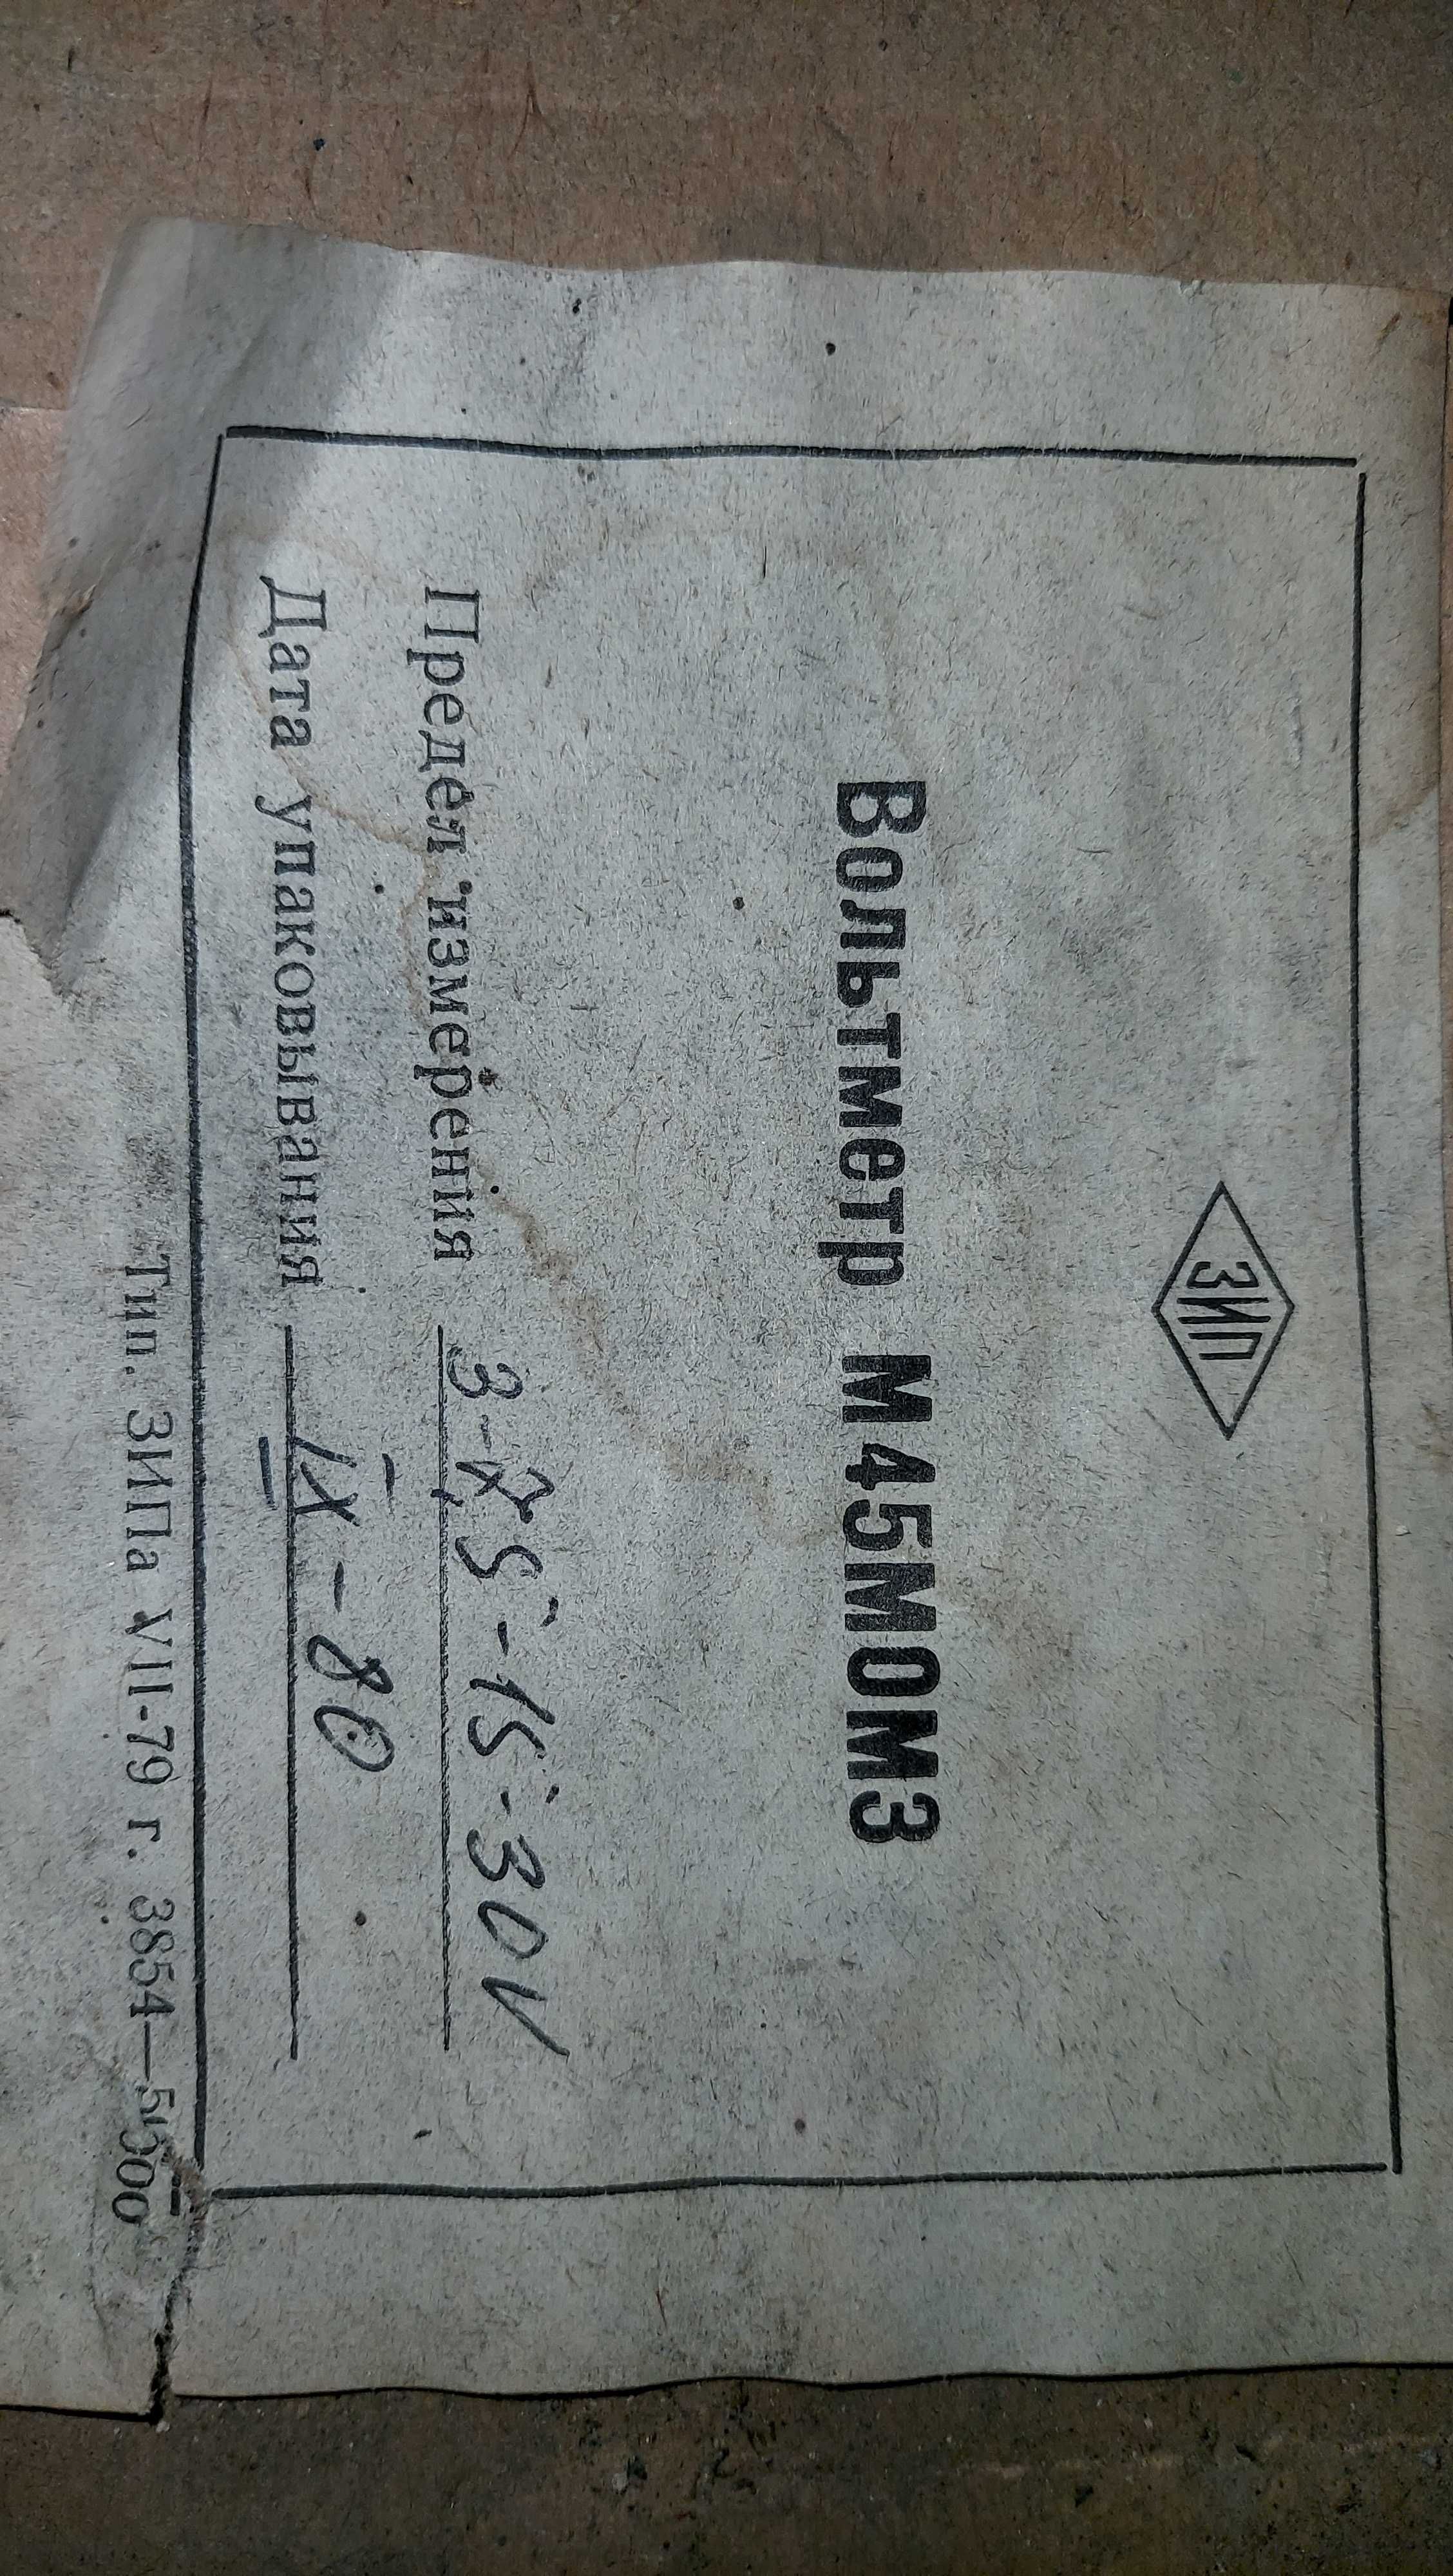 ЗИП
Вольтметр М45МОМ3
Предел измерения 3-7,5-15-30V
Дата упаковывания IX-80
Тип. ЗИПа VII-79 г. 3854—5500